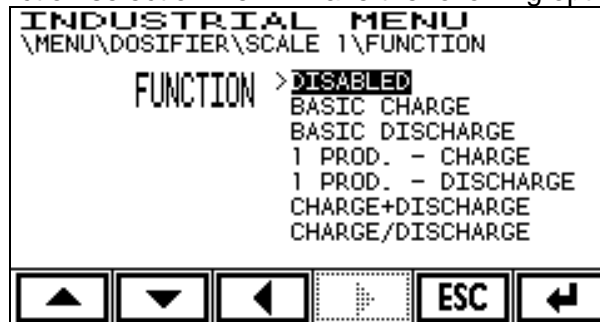 INDUSTRIAL MENU
\MENU\DOSIFIER\SCALE 1\FUNCTION
FUNCTION >DISABLED
BASIC CHARGE
BASIC DISCHARGE
1 PROD. - CHARGE
1 PROD. - DISCHARGE
CHARGE+DISCHARGE
CHARGE/DISCHARGE
ESC